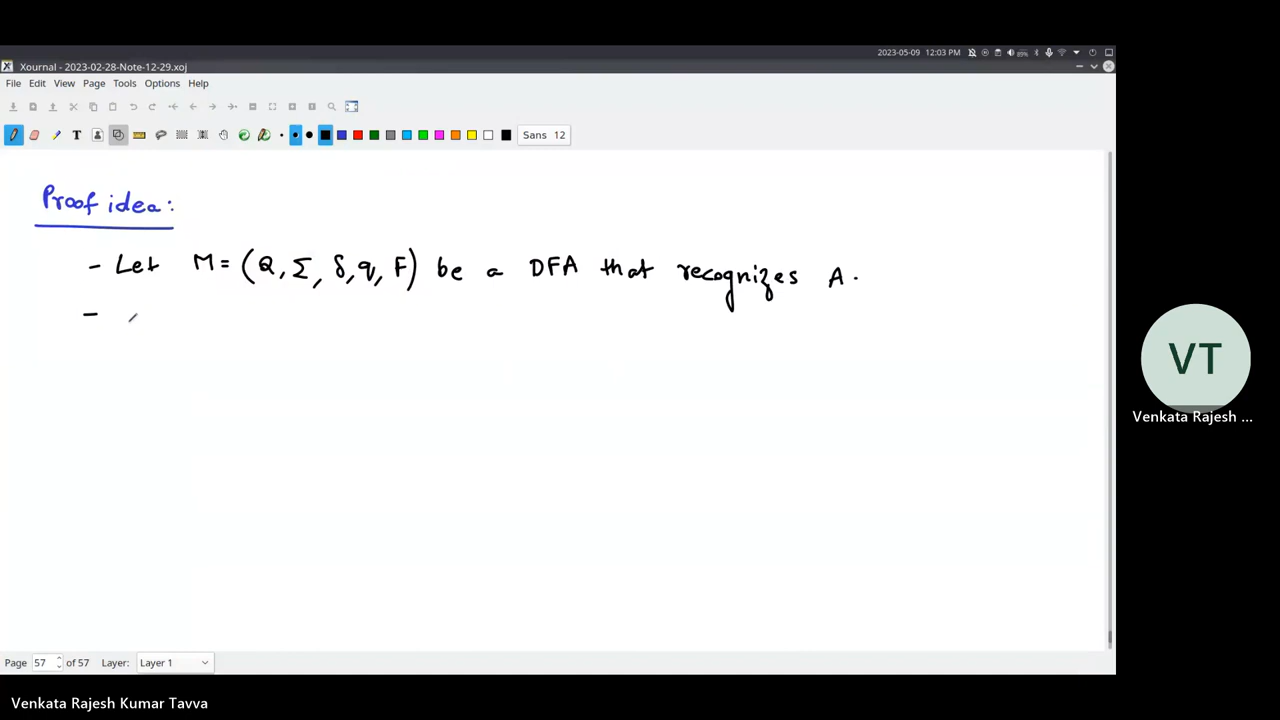 2023-05-09 12:03 PM
Xournal - 2023-02-28-Note-12-29.xoj
File Edit View Page Tools Options Help
Sans 12
Proof idea:
- Let M = (Q, Σ, δ, q, F) be a DFA that recognizes A.
-
VT
Venkata Rajesh ...
Page 57 of 57 Layer: Layer 1
Venkata Rajesh Kumar Tavva